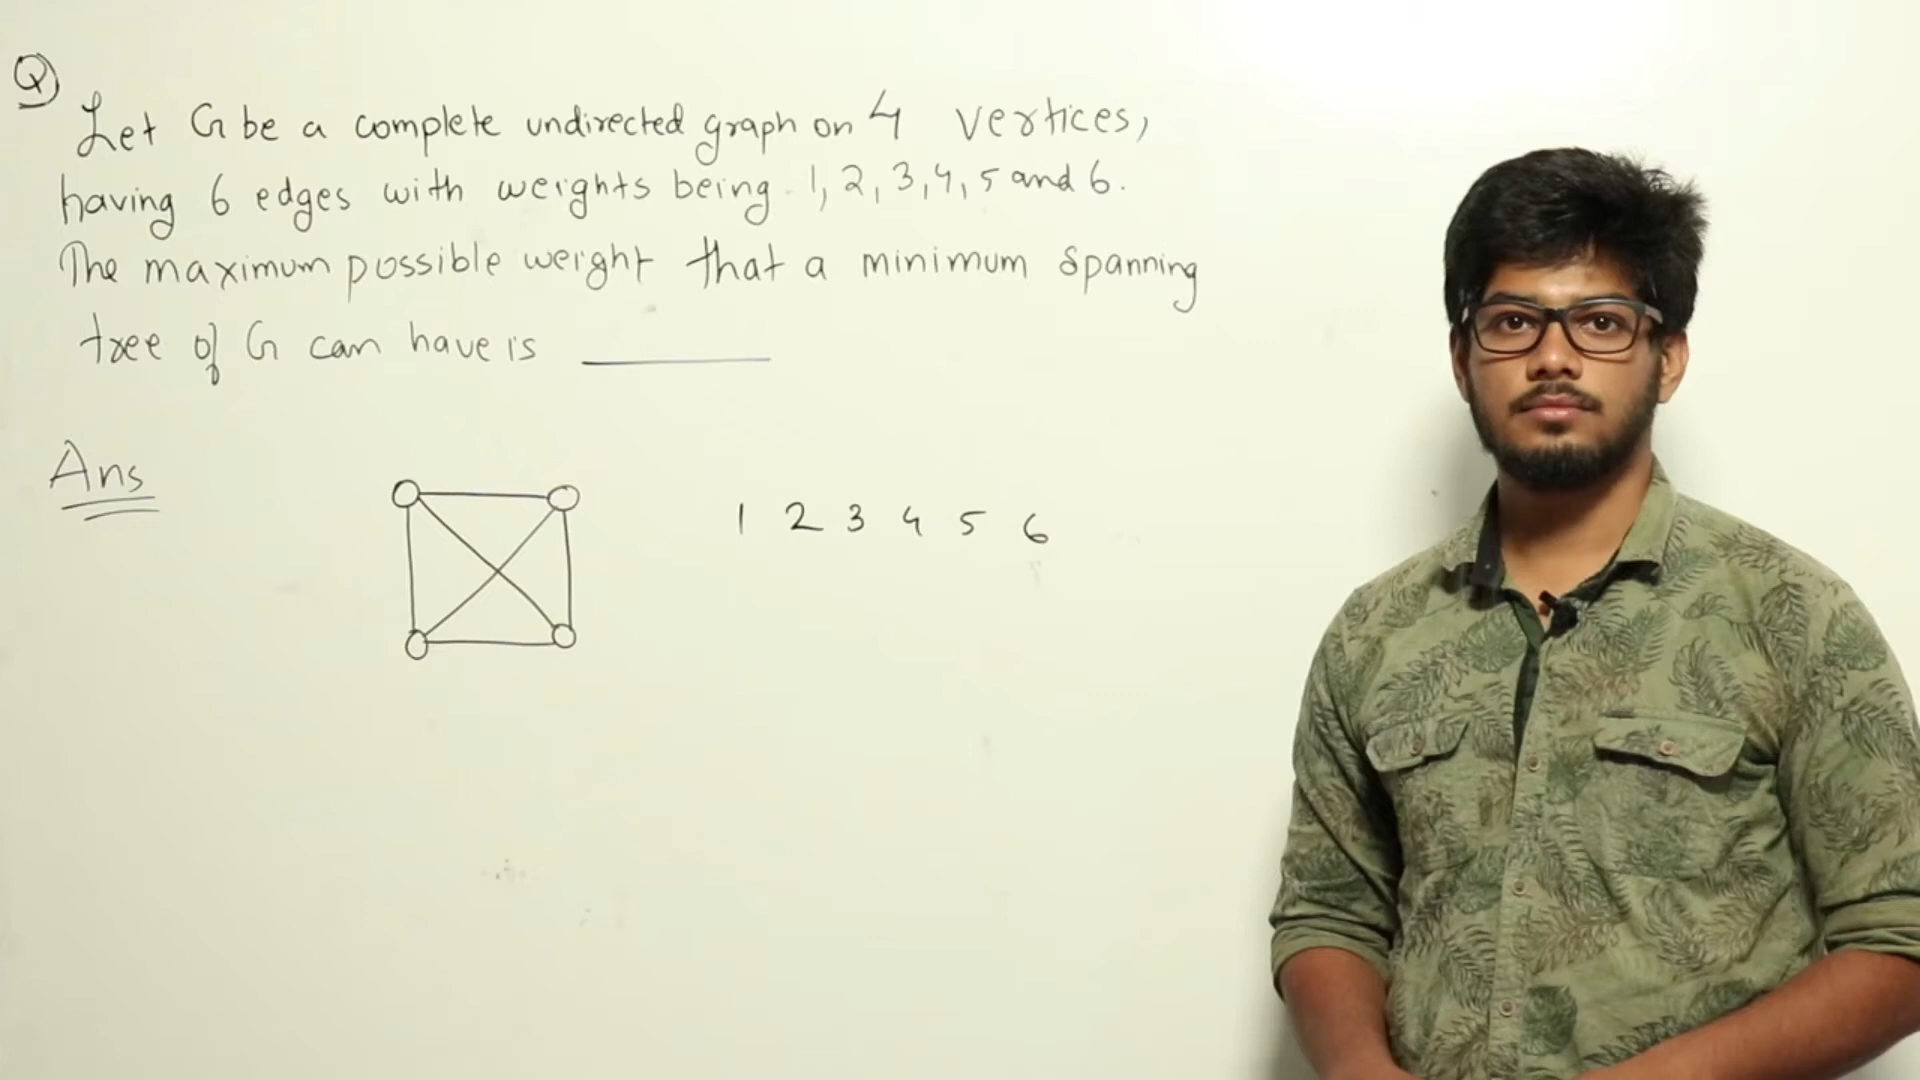 Q
Let G be a complete undirected graph on 4 vertices,
having 6 edges with weights being 1, 2, 3, 4, 5 and 6.
The maximum possible weight that a minimum spanning
tree of G can have is
Ans
1 2 3 4 5 6